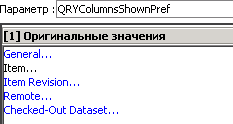 Параметр : QRYColumnsShownPref
[1] Оригинальные значения
General...
Item...
Item Revision...
Remote...
Checked-Out Dataset...